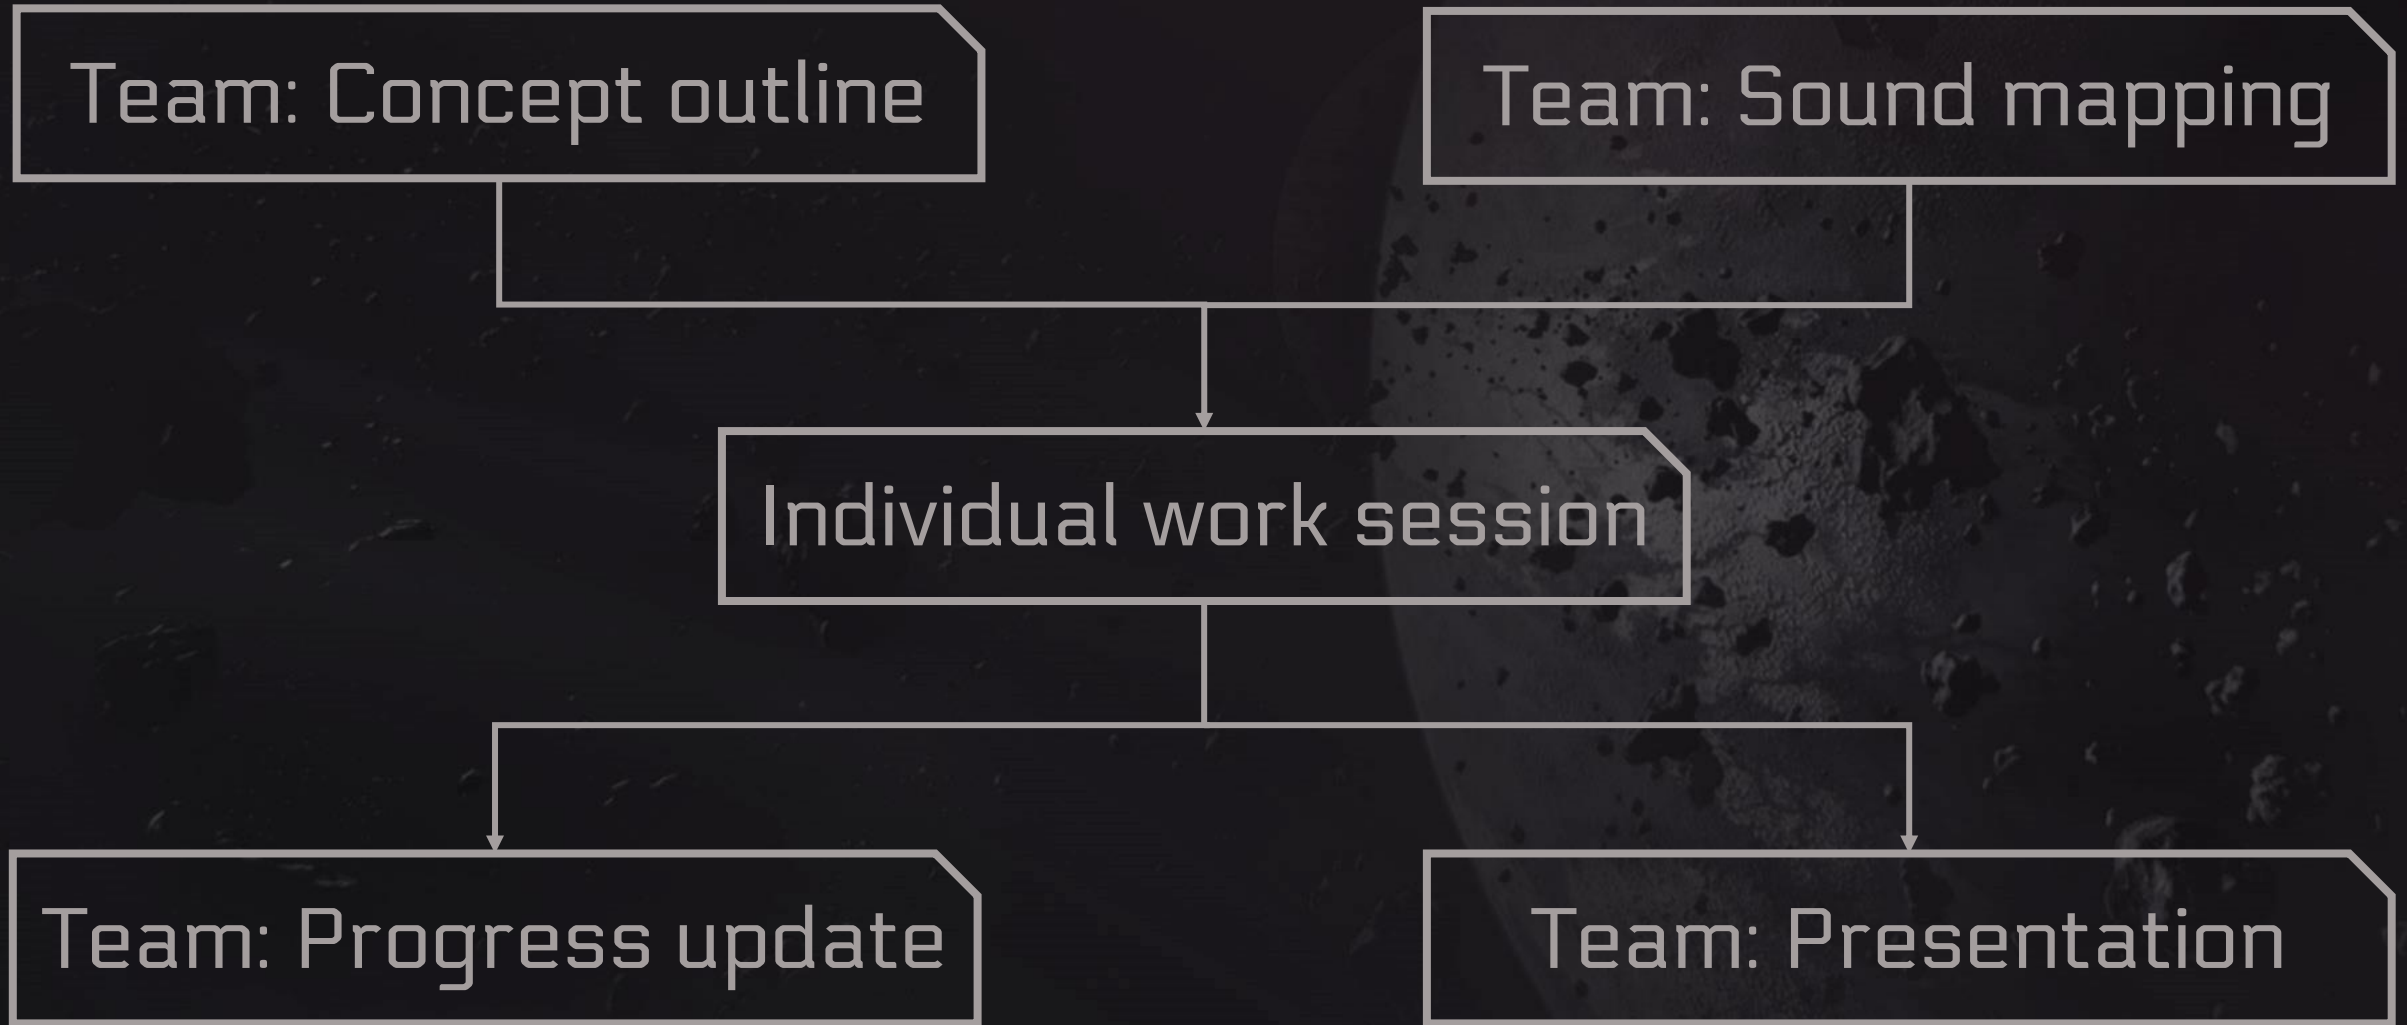 Team: Concept outline
Team: Sound mapping
Individual work session
Team: Progress update
Team: Presentation